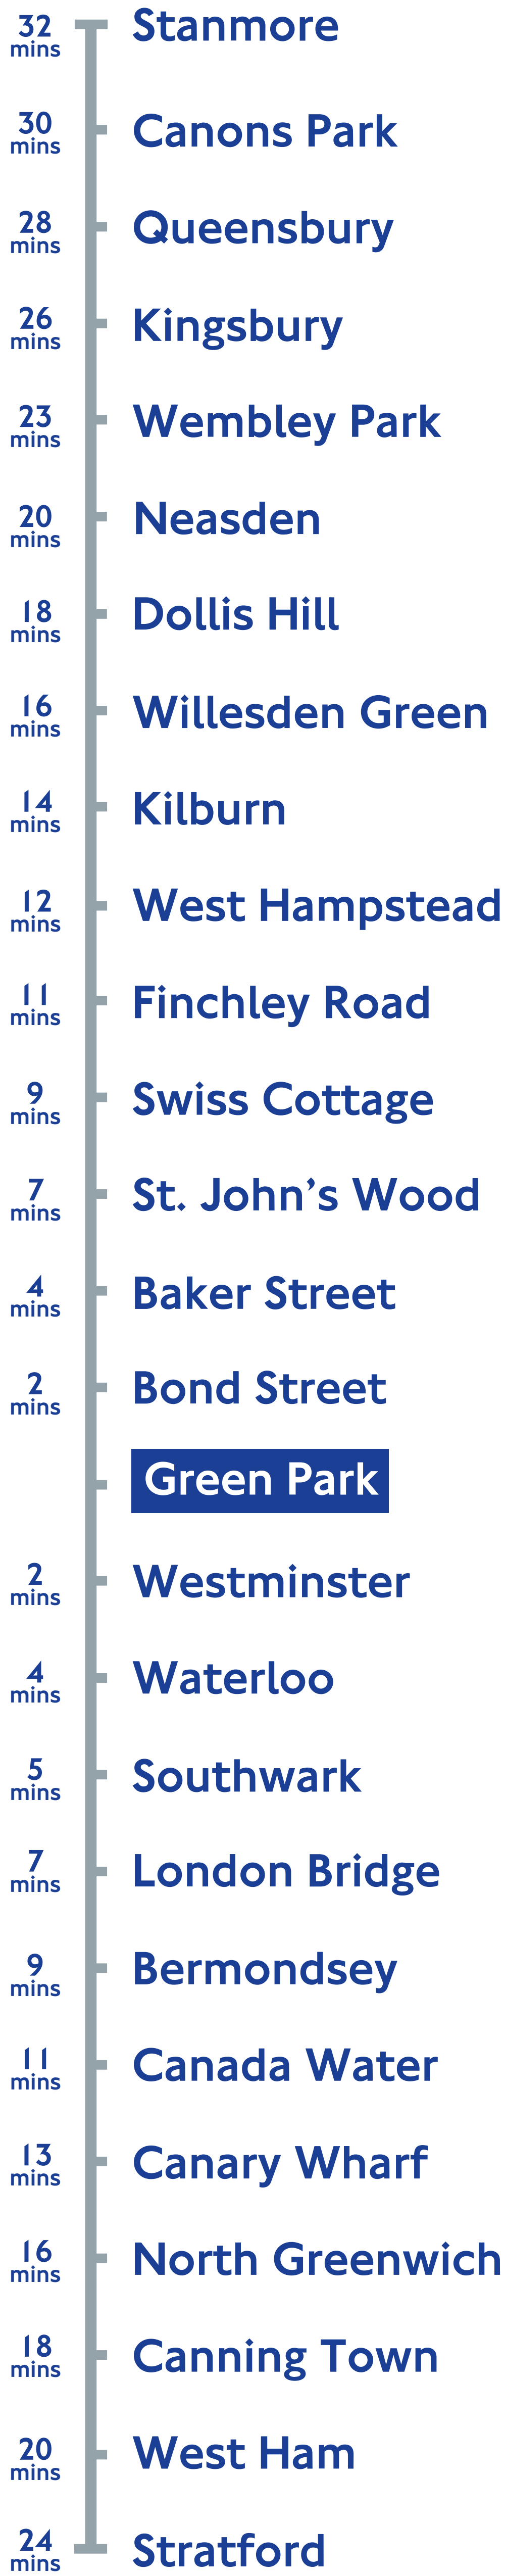 32 mins Stanmore
30 mins Canons Park
28 mins Queensbury
26 mins Kingsbury
23 mins Wembley Park
20 mins Neasden
18 mins Dollis Hill
16 mins Willesden Green
14 mins Kilburn
12 mins West Hampstead
11 mins Finchley Road
9 mins Swiss Cottage
7 mins St. John’s Wood
4 mins Baker Street
2 mins Bond Street
Green Park
2 mins Westminster
4 mins Waterloo
5 mins Southwark
7 mins London Bridge
9 mins Bermondsey
11 mins Canada Water
13 mins Canary Wharf
16 mins North Greenwich
18 mins Canning Town
20 mins West Ham
24 mins Stratford